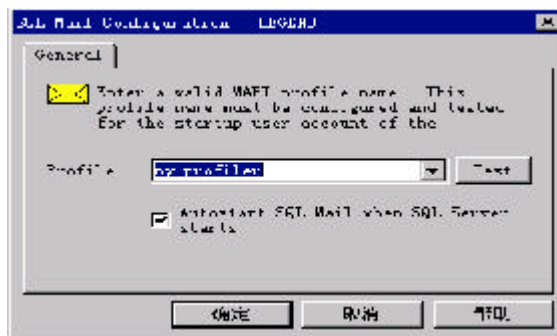 SQL Mail Configuration - LEGEND
General
Enter a valid MAPI profile name. This
profile name must be configured and tested
for the startup user account of the
Profile
my profiler
Test
Autostart SQL Mail when SQL Server
starts
确定
取消
帮助